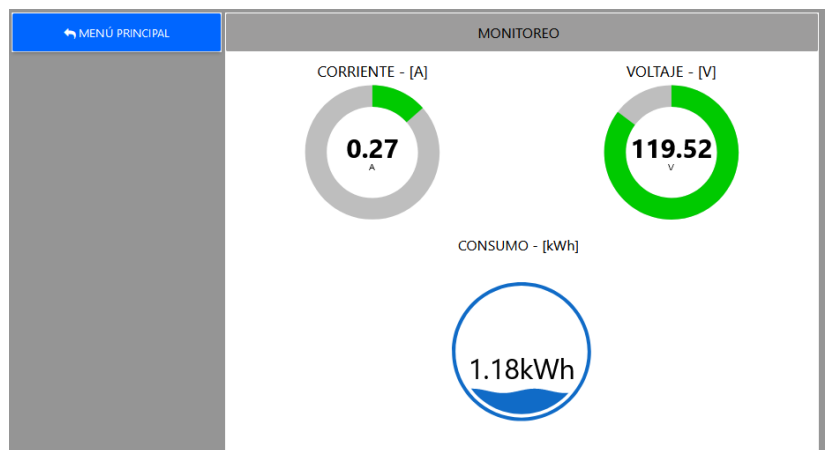 MENÚ PRINCIPAL
MONITOREO
CORRIENTE - [A]
VOLTAJE - [V]
0.27
A
119.52
V
CONSUMO - [kWh]
1.18kWh